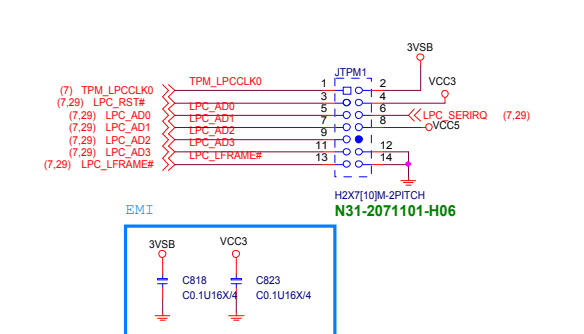 3VSB
JTPM1
VCC3
TPM_LPCCLK0
1 2
(7) TPM_LPCCLK0
3 4
(7,29) LPC_RST#
LPC_AD0
5 6
(7,29) LPC_AD0
LPC_SERIRQ (7,29)
LPC_AD1
7 8
(7,29) LPC_AD1
VCC5
LPC_AD2
9
(7,29) LPC_AD2
LPC_AD3
11 12
(7,29) LPC_AD3
LPC_LFRAME#
13 14
(7,29) LPC_LFRAME#
H2X7[10]M-2PITCH
N31-2071101-H06
EMI
3VSB VCC3
C818 C823
C0.1U16X/4 C0.1U16X/4